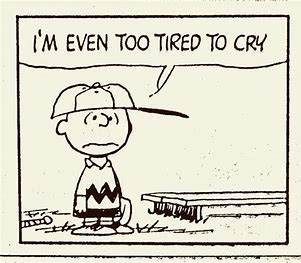 I'M EVEN TOO TIRED TO CRY